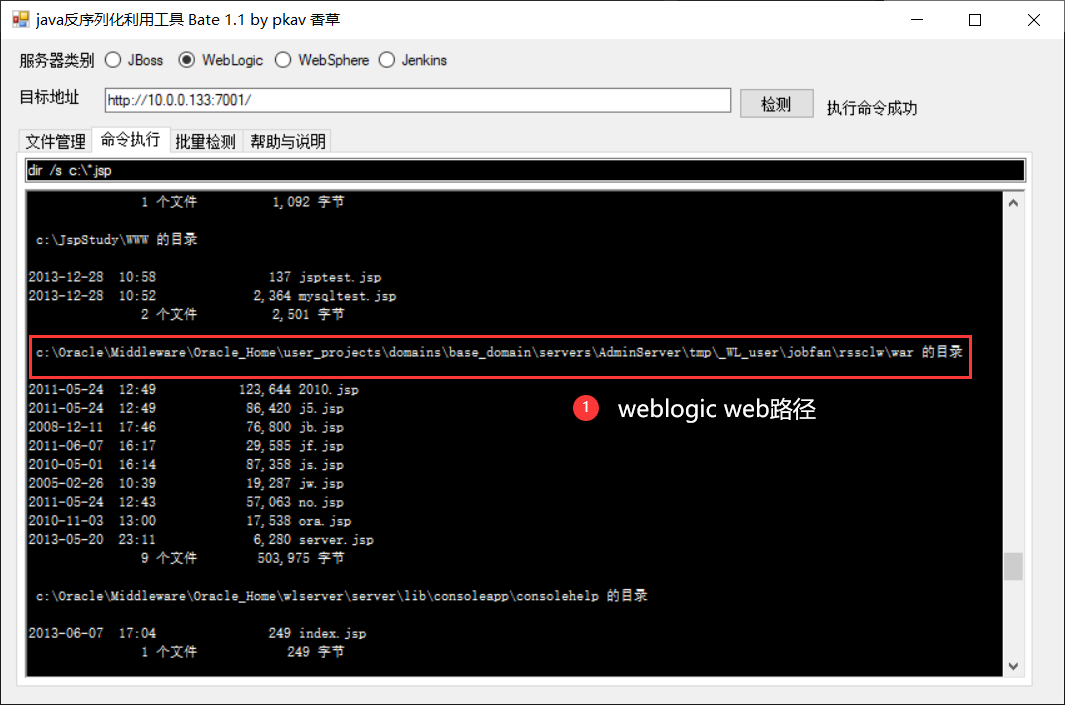 java反序列化利用工具 Bate 1.1 by pkav 香草
服务器类别 JBoss WebLogic WebSphere Jenkins
目标地址 http://10.0.0.133:7001/ 检测 执行命令成功
文件管理 命令执行 批量检测 帮助与说明
dir /s c:\*.jsp
1 个文件 1,092 字节
c:\JspStudy\WWW 的目录
2013-12-28 10:58 137 jsptest.jsp
2013-12-28 10:52 2,364 mysqltest.jsp
2 个文件 2,501 字节
c:\Oracle\Middleware\Oracle_Home\user_projects\domains\base_domain\servers\AdminServer\tmp\_WL_user\jobfan\rssclw\war 的目录
2011-05-24 12:49 123,644 2010.jsp
2011-05-24 12:49 86,420 j5.jsp
2008-12-11 17:46 76,800 jb.jsp
2011-06-07 16:17 29,585 jf.jsp
2010-05-01 16:14 87,358 js.jsp
2005-02-26 10:39 19,287 jw.jsp
2011-05-24 12:43 57,063 no.jsp
2010-11-03 13:00 17,538 ora.jsp
2013-05-20 23:11 6,280 server.jsp
9 个文件 503,975 字节
1 weblogic web路径
c:\Oracle\Middleware\Oracle_Home\wlserver\server\lib\consoleapp\consolehelp 的目录
2013-06-07 17:04 249 index.jsp
1 个文件 249 字节